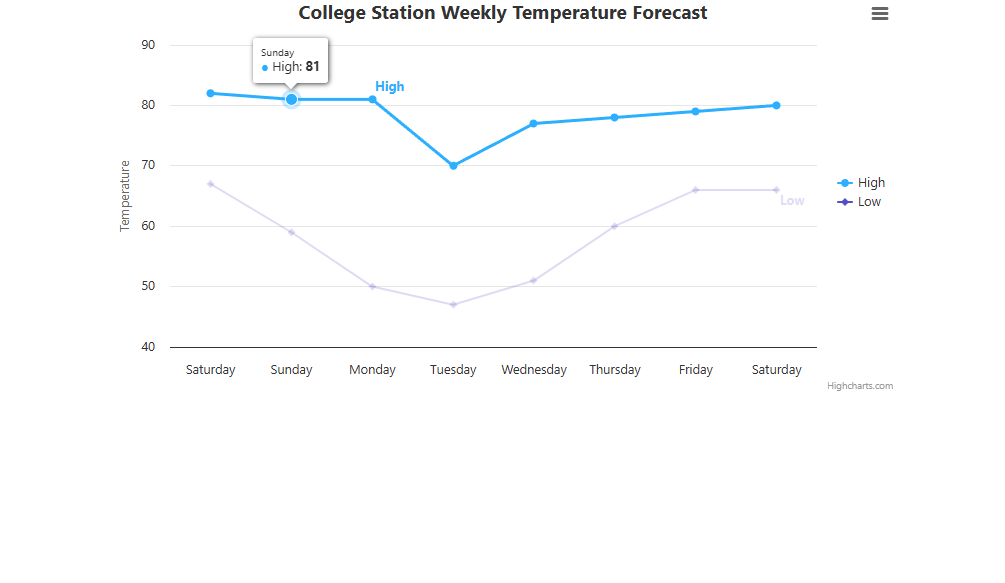 College Station Weekly Temperature Forecast
90
80
70
60
50
40
Temperature
Sunday
High: 81
High
Low
High
Low
Saturday Sunday Monday Tuesday Wednesday Thursday Friday Saturday
Highcharts.com